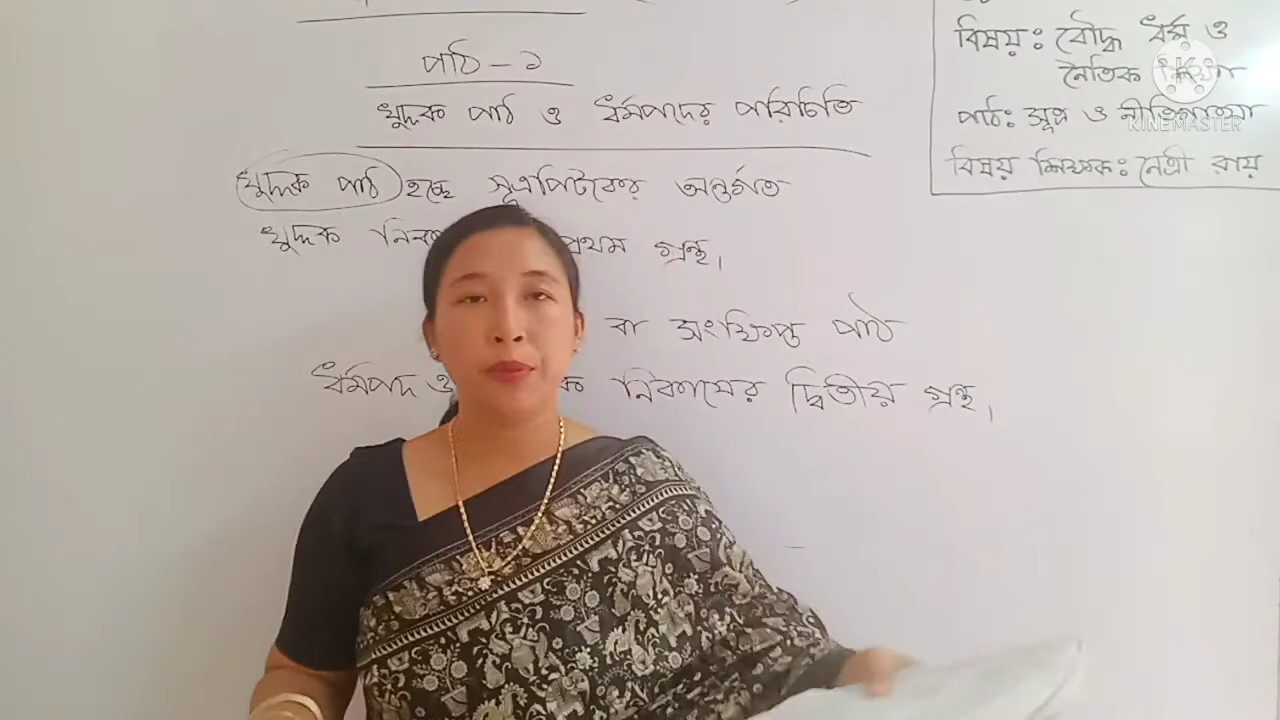 পাঠ - ১
খুদ্দক পাঠ ও ধর্মপদের পরিচিতি
খুদ্দক পাঠ হচ্ছে সূত্রপিটকের অন্তর্গত
খুদ্দক প্রথম গ্রন্থ।
বা সংক্ষিপ্ত পাঠ
ধর্মপদ ও নিকায়ের দ্বিতীয় গ্রন্থ।
বিষয়ঃ বৌদ্ধ ধর্ম ও
নৈতিক শিক্ষা
পাঠঃ সূত্র ও নীতিগাথা
বিষয় শিক্ষকঃ নেত্রী রায়
KINEMASTER